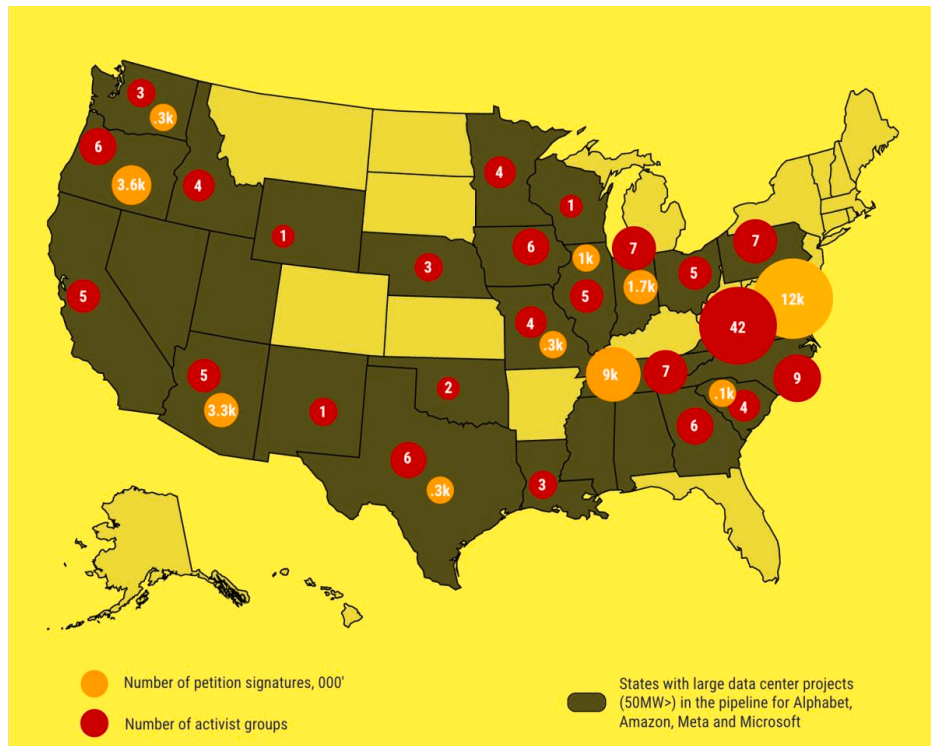 3
.3k
6
3.6k
4
4
1
1
7
6
7
3
1k
5
5
5
1.7k
12k
4
42
.3k
9k
7
5
2
9
3.3k
1
.1k
4
6
6
3
.3k
Number of petition signatures, 000'
Number of activist groups
States with large data center projects
(50MW>) in the pipeline for Alphabet,
Amazon, Meta and Microsoft